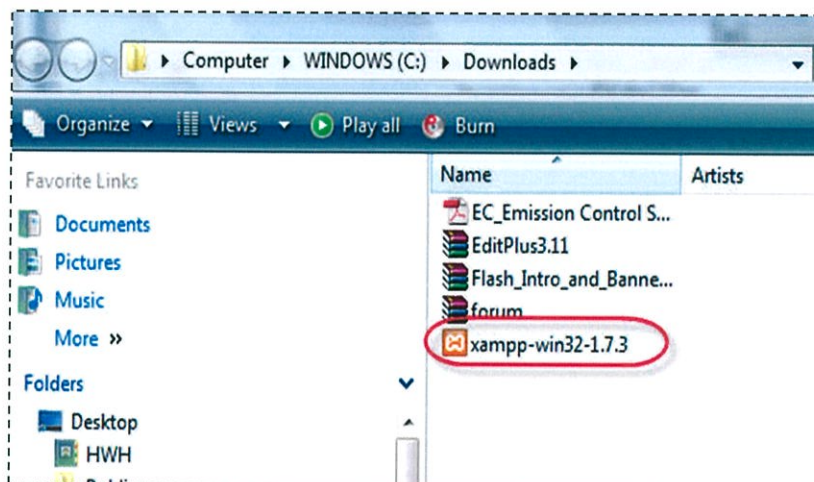 Computer ▸ WINDOWS (C:) ▸ Downloads ▸
Organize Views Play all Burn
Favorite Links
Documents
Pictures
Music
More »
Folders
Desktop
HWH
Name Artists
EC_Emission Control S...
EditPlus3.11
Flash_Intro_and_Banne...
forum
xampp-win32-1.7.3